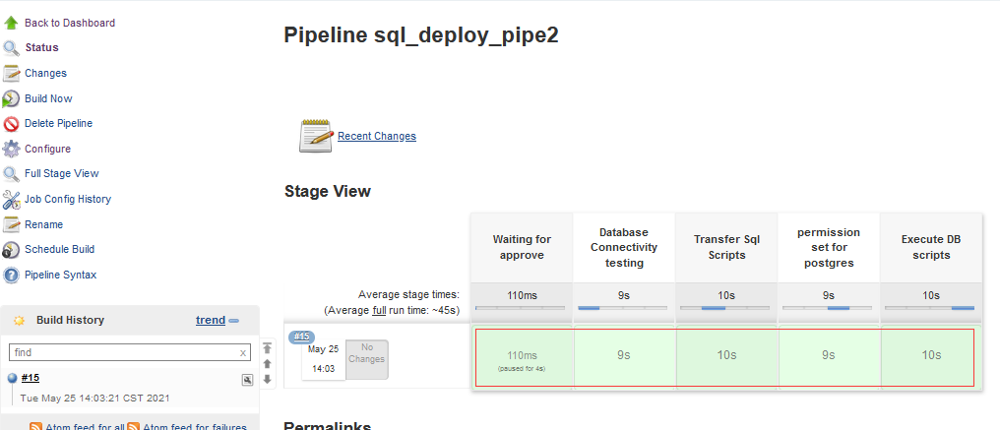 Back to Dashboard
Status
Changes
Build Now
Delete Pipeline
Configure
Full Stage View
Job Config History
Rename
Schedule Build
Pipeline Syntax
Build History
trend
find
x
#15
Tue May 25 14:03:21 CST 2021
Atom feed for all
Atom feed for failures
Pipeline sql_deploy_pipe2
Recent Changes
Stage View
Waiting for
approve
Database
Connectivity
testing
Transfer Sql
Scripts
permission
set for
postgres
Execute DB
scripts
Average stage times:
(Average full run time: ~45s)
110ms
9s
10s
9s
10s
#15
May 25
14:03
No
Changes
110ms
(paused for 4s)
9s
10s
9s
10s
Permalinks